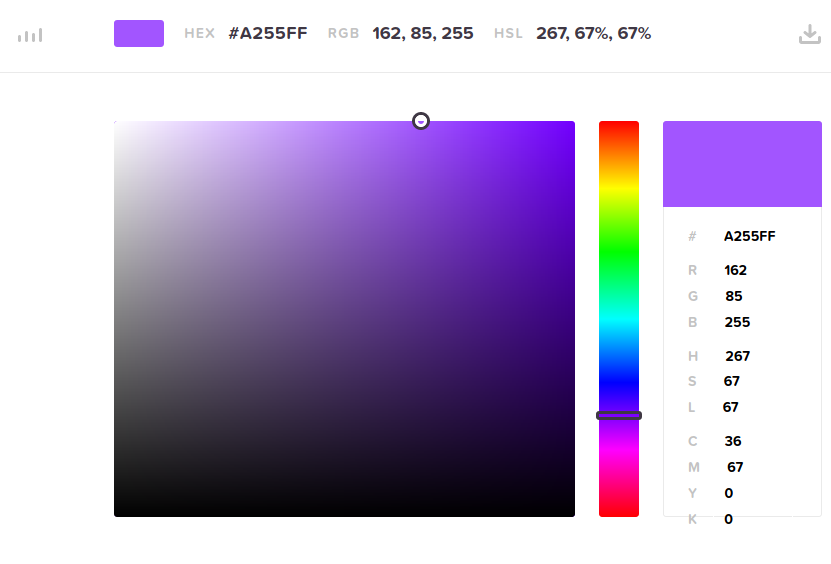 HEX #A255FF RGB 162, 85, 255 HSL 267, 67%, 67%
# A255FF
R 162
G 85
B 255
H 267
S 67
L 67
C 36
M 67
Y 0
K 0